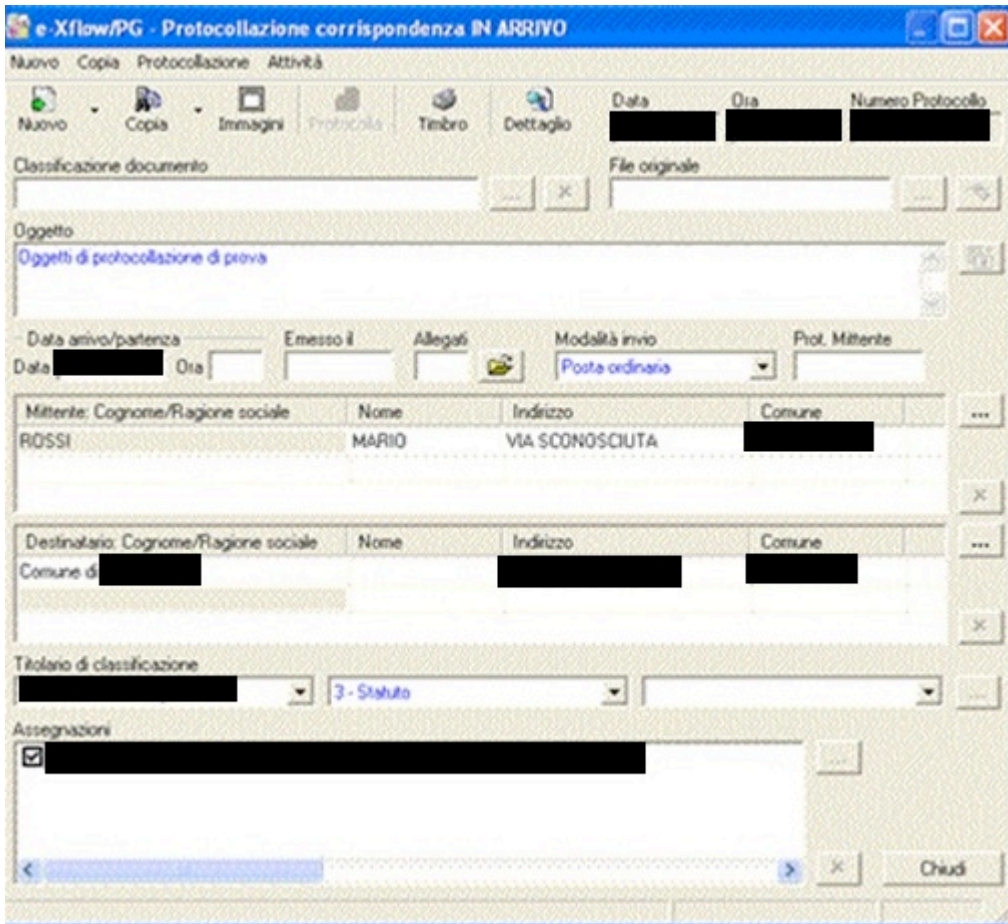 e-Xflow/PG - Protocollazione corrispondenza IN ARRIVO
Nuovo Copia Protocollazione Attività
Nuovo Copia Immagini Protocolla Timbro Dettaglio Data Ora Numero Protocollo
Classificazione documento File originale
... ...
Oggetto
Oggetti di protocollazione di prova
Data arrivo/partenza Emesso il Allegati Modalità invio Prot. Mittente
Data Ora Posta ordinaria
Mittente: Cognome/Ragione sociale Nome Indirizzo Comune ...
ROSSI MARIO VIA SCONOSCIUTA
Destinatario: Cognome/Ragione sociale Nome Indirizzo Comune ...
Comune di
Titolario di classificazione
3 - Statuto ...
Assegnazioni
...
Chiudi